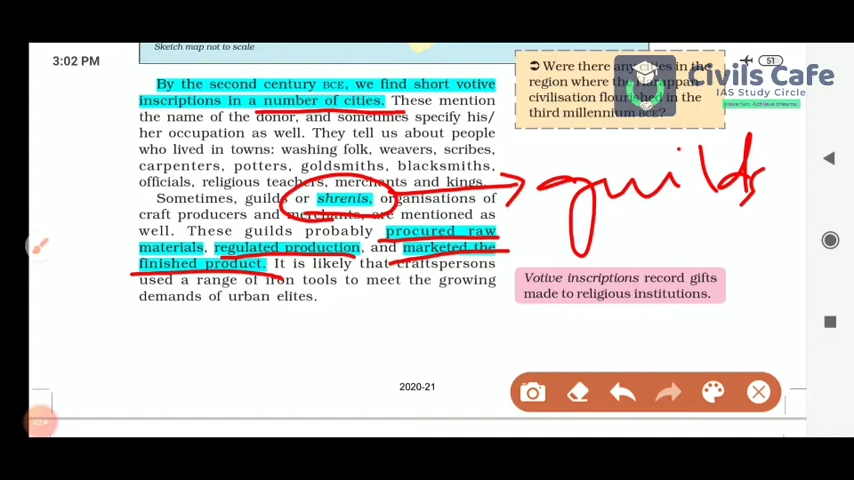 3:02 PM
Sketch map not to scale
51
Civils Cafe
IAS Study Circle
Have fun. Achieve dreams.
By the second century BCE, we find short votive
inscriptions in a number of cities. These mention
the name of the donor, and sometimes specify his/
her occupation as well. They tell us about people
who lived in towns: washing folk, weavers, scribes,
carpenters, potters, goldsmiths, blacksmiths,
officials, religious teachers, merchants and kings.
Sometimes, guilds or shrenis, organisations of
craft producers and merchants, are mentioned as
well. These guilds probably procured raw
materials, regulated production, and marketed the
finished product. It is likely that craftspersons
used a range of iron tools to meet the growing
demands of urban elites.
➲ Were there any cities in the
region where the Harappan
civilisation flourished in the
third millennium BCE?
guilds
Votive inscriptions record gifts
made to religious institutions.
2020-21